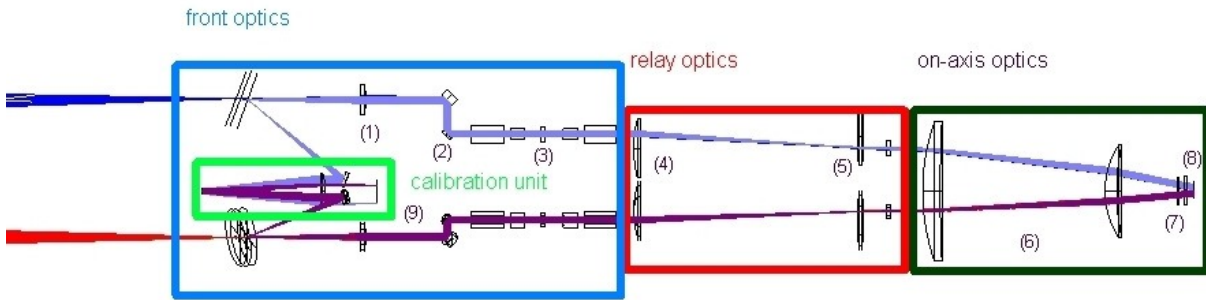 front optics
relay optics
on-axis optics
(1)
(2)
(3)
(4)
(5)
(8)
calibration unit
(9)
(6)
(7)